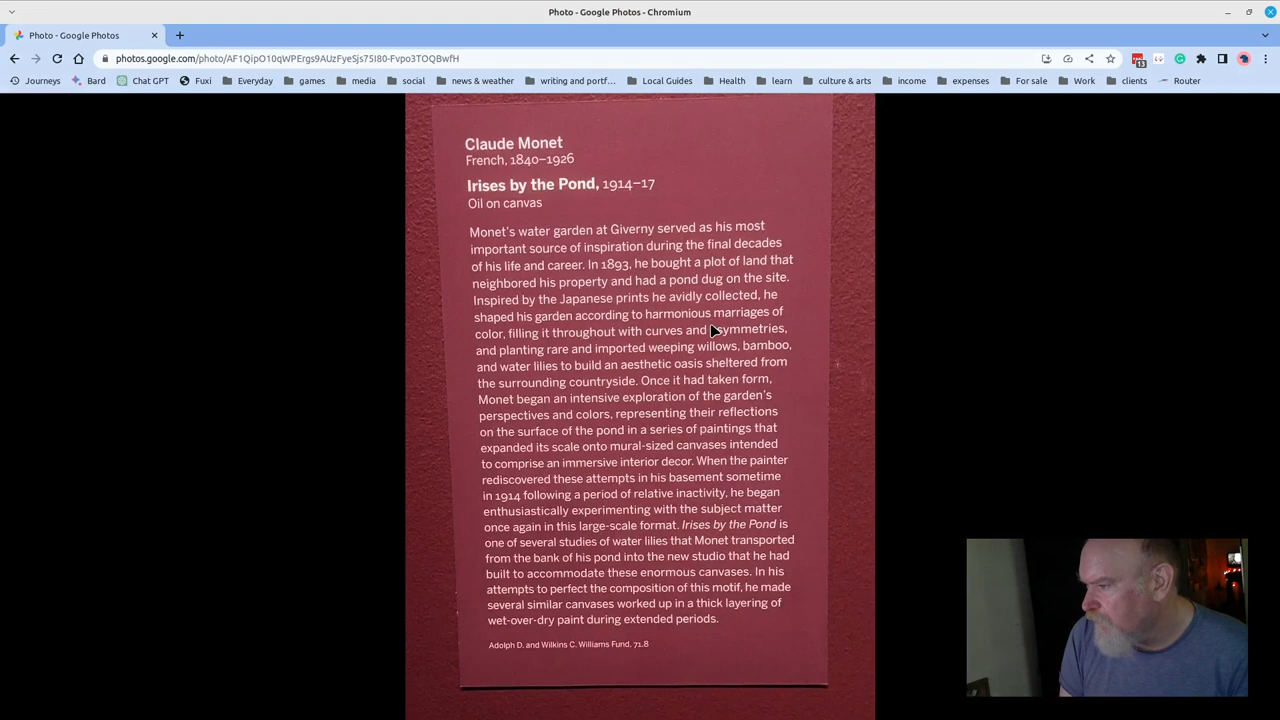 Photo - Google Photos - Chromium
Photo - Google Photos
photos.google.com/photo/AF1QipO10qWPErgs9AUzFyeSjs75I80-Fvpo3TOQBwfH
Journeys Bard Chat GPT Fuxi Everyday games media social news & weather writing and portf... Local Guides Health learn culture & arts income expenses For sale Work clients Router
Claude Monet
French, 1840–1926
Irises by the Pond, 1914–17
Oil on canvas
Monet's water garden at Giverny served as his most
important source of inspiration during the final decades
of his life and career. In 1893, he bought a plot of land that
neighbored his property and had a pond dug on the site.
Inspired by the Japanese prints he avidly collected, he
shaped his garden according to harmonious marriages of
color, filling it throughout with curves and asymmetries,
and planting rare and imported weeping willows, bamboo,
and water lilies to build an aesthetic oasis sheltered from
the surrounding countryside. Once it had taken form,
Monet began an intensive exploration of the garden's
perspectives and colors, representing their reflections
on the surface of the pond in a series of paintings that
expanded its scale onto mural-sized canvases intended
to comprise an immersive interior decor. When the painter
rediscovered these attempts in his basement sometime
in 1914 following a period of relative inactivity, he began
enthusiastically experimenting with the subject matter
once again in this large-scale format. Irises by the Pond is
one of several studies of water lilies that Monet transported
from the bank of his pond into the new studio that he had
built to accommodate these enormous canvases. In his
attempts to perfect the composition of this motif, he made
several similar canvases worked up in a thick layering of
wet-over-dry paint during extended periods.
Adolph D. and Wilkins C. Williams Fund, 71.8